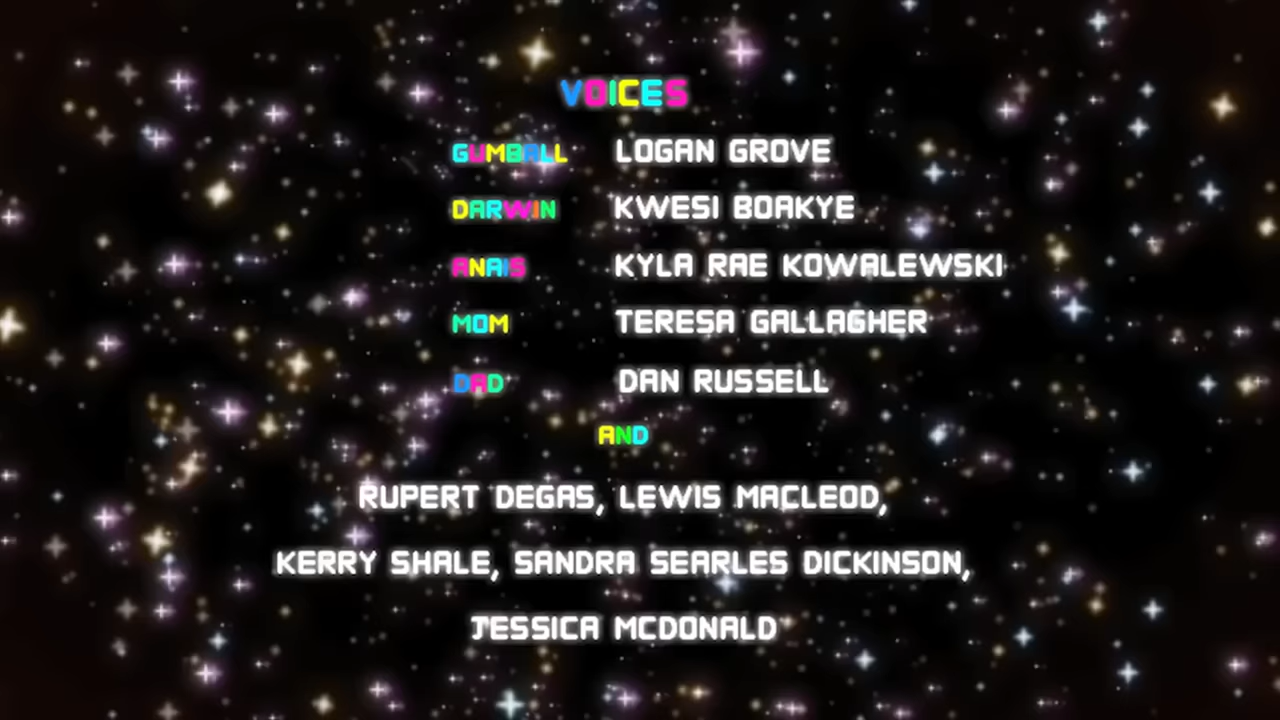 VOICES
GUMBALL LOGAN GROVE
DARWIN KWESI BOAKYE
ANAIS KYLA RAE KOWALEWSKI
MOM TERESA GALLAGHER
DAD DAN RUSSELL
AND
RUPERT DEGAS, LEWIS MACLEOD,
KERRY SHALE, SANDRA SEARLES DICKINSON,
JESSICA MCDONALD